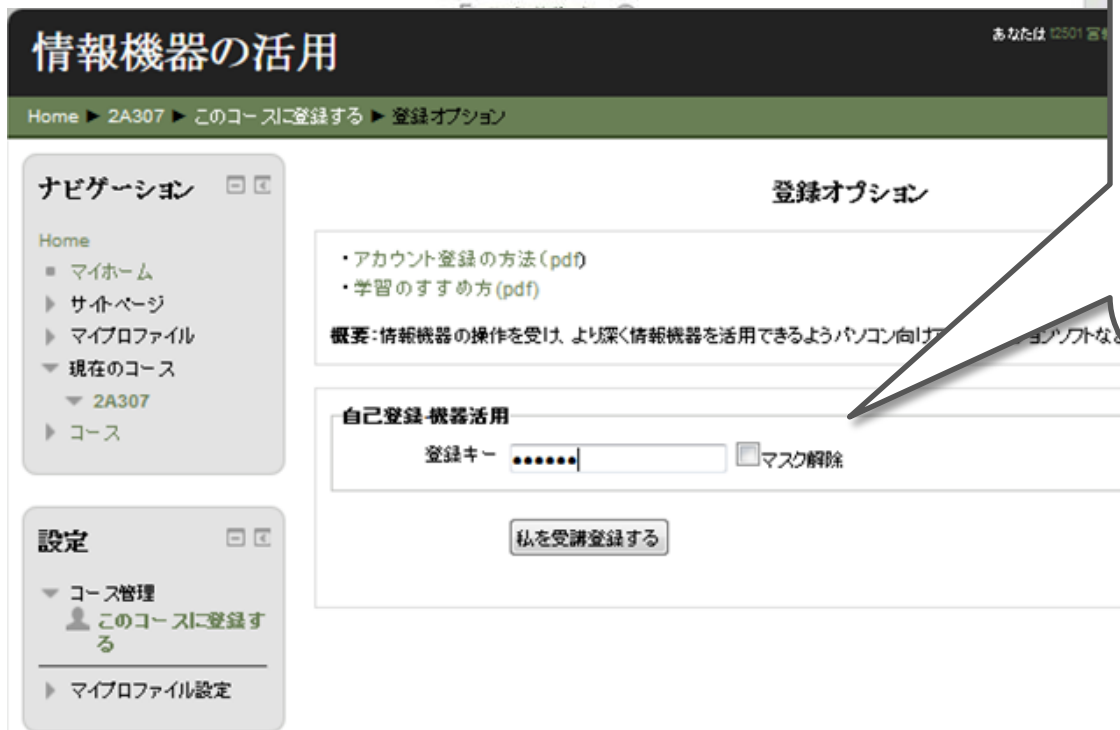 情報機器の活用
あなたは t2501
Home ► 2A307 ► このコースに登録する ► 登録オプション
ナビゲーション
Home
マイホーム
サイトページ
マイプロファイル
現在のコース
2A307
コース
設定
コース管理
このコースに登録す
る
マイプロファイル設定
登録オプション
・アカウント登録の方法(pdf)
・学習のすすめ方(pdf)
概要:情報機器の操作を受け、より深く情報機器を活用できるようパソコン向け
ョンソフトなど
自己登録-機器活用
登録キー ••••••
マスク解除
私を受講登録する